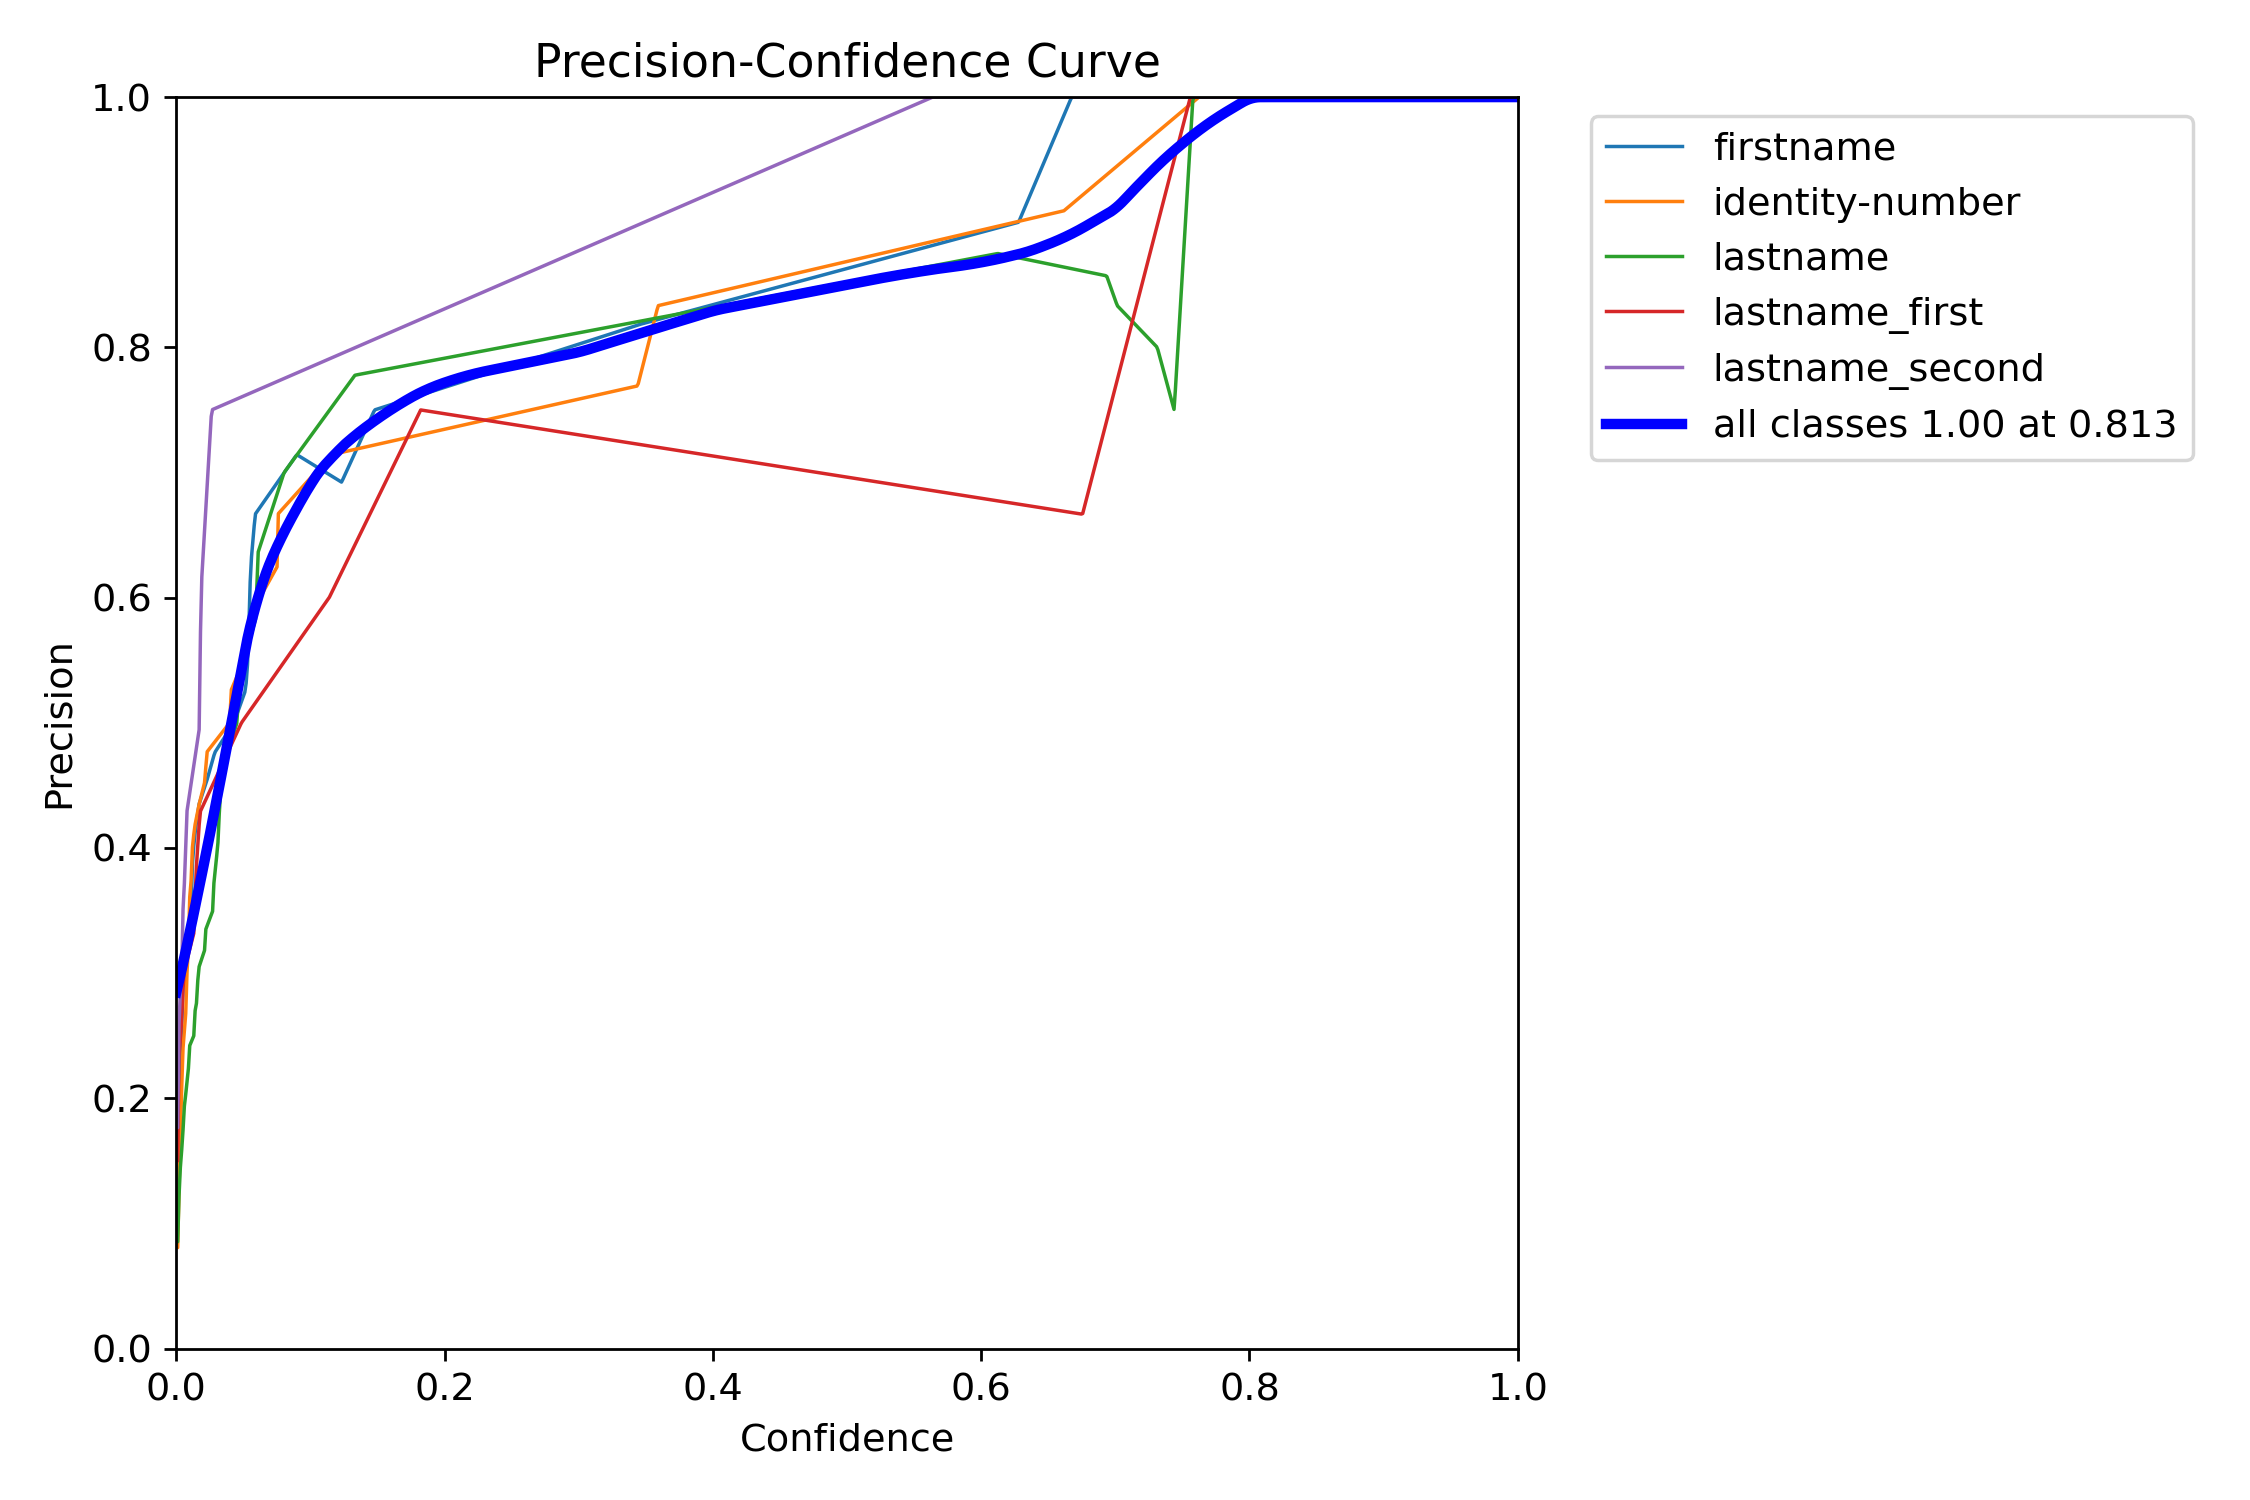 Precision-Confidence Curve
1.0
0.8
0.6
0.4
0.2
0.0
Precision
0.0 0.2 0.4 0.6 0.8 1.0
Confidence
firstname
identity-number
lastname
lastname_first
lastname_second
all classes 1.00 at 0.813